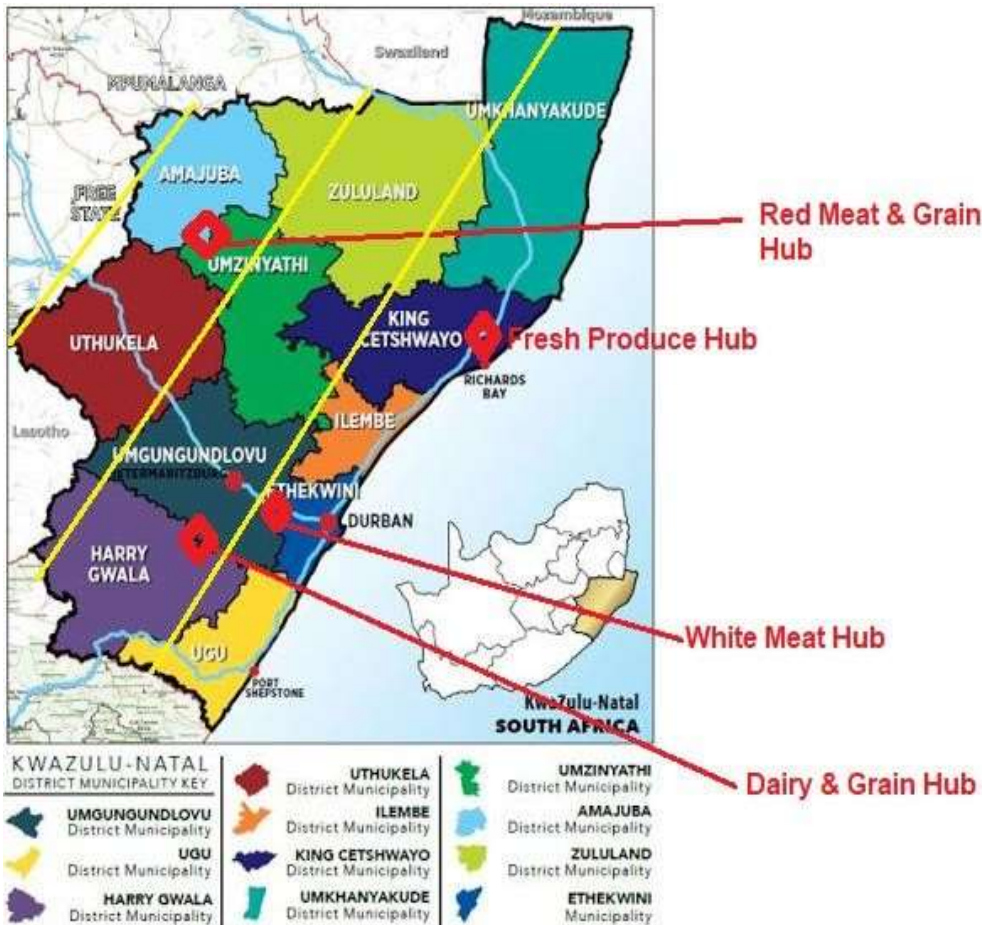 Mozambique
Swaziland
MPUMALANGA
UMKHANYAKUDE
AMAJUBA
ZULULAND
FREE
STATE
Red Meat & Grain
Hub
UMZINYATHI
KING
CETSHWAYO
Fresh Produce Hub
UTHUKELA
RICHARDS
BAY
ILEMBE
Lesotho
UMGUNGUNDLOVU
ETHEKWINI
DURBAN
HARRY
GWALA
White Meat Hub
UGU
PORT
SHEPSTONE
KwaZulu-Natal
SOUTH AFRICA
Dairy & Grain Hub
KWAZULU-NATAL
DISTRICT MUNICIPALITY KEY
UMGUNGUNDLOVU
District Municipality
UGU
District Municipality
HARRY GWALA
District Municipality
UTHUKELA
District Municipality
ILEMBE
District Municipality
KING CETSHWAYO
District Municipality
UMKHANYAKUDE
District Municipality
UMZINYATHI
District Municipality
AMAJUBA
District Municipality
ZULULAND
District Municipality
ETHEKWINI
Municipality